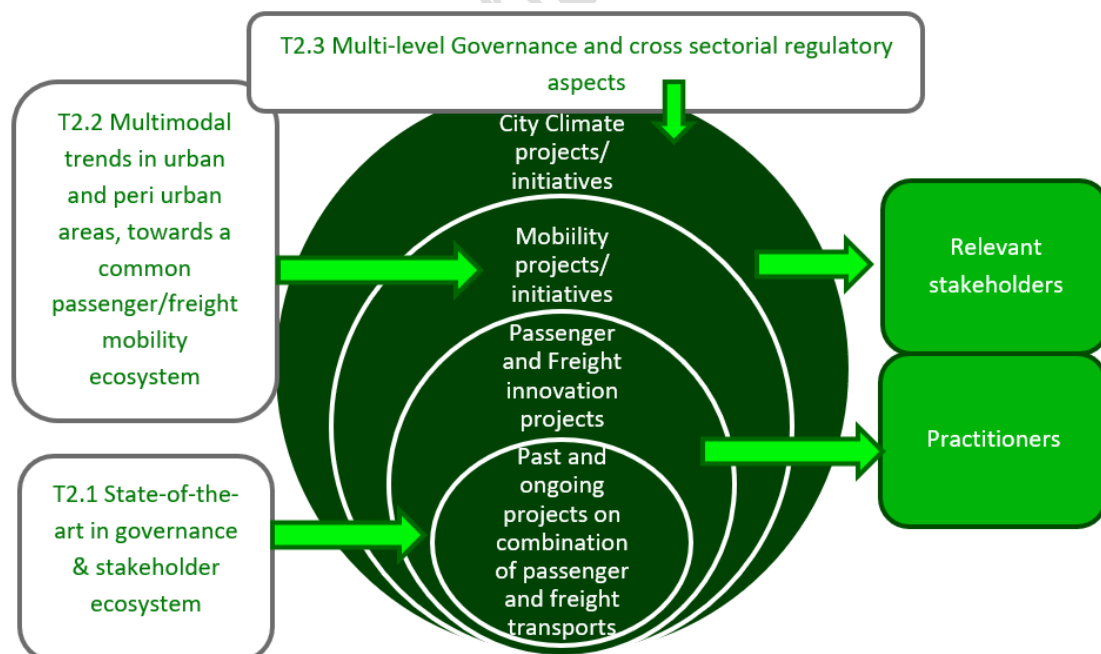 T2.3 Multi-level Governance and cross sectorial regulatory
aspects
T2.2 Multimodal
trends in urban
and peri urban
areas, towards a
common
passenger/freight
mobility
ecosystem
T2.1 State-of-the-
art in governance
& stakeholder
ecosystem
City Climate
projects/
initiatives
Mobiility
projects/
initiatives
Passenger
and Freight
innovation
projects
Past and
ongoing
projects on
combination
of passenger
and freight
transports
Relevant
stakeholders
Practitioners